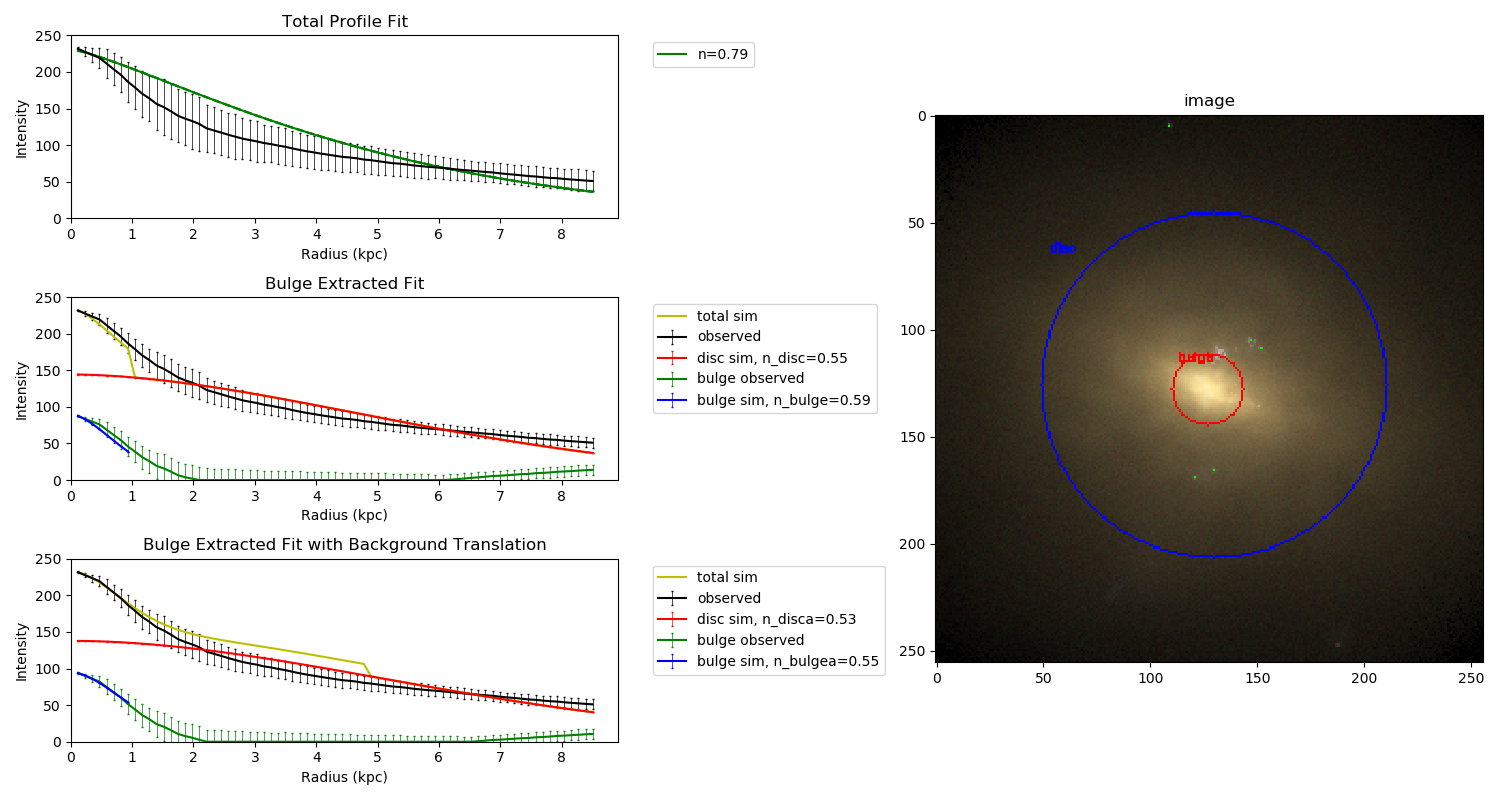 Total Profile Fit
250
200
150
100
50
0
Intensity
0 1 2 3 4 5 6 7 8
Radius (kpc)
n=0.79
Bulge Extracted Fit
250
200
150
100
50
0
Intensity
0 1 2 3 4 5 6 7 8
Radius (kpc)
total sim
observed
disc sim, n_disc=0.55
bulge observed
bulge sim, n_bulge=0.59
Bulge Extracted Fit with Background Translation
250
200
150
100
50
0
Intensity
0 1 2 3 4 5 6 7 8
Radius (kpc)
total sim
observed
disc sim, n_disca=0.53
bulge observed
bulge sim, n_bulgea=0.55
image
0
50
100
150
200
250
0 50 100 150 200 250
disc
bulge